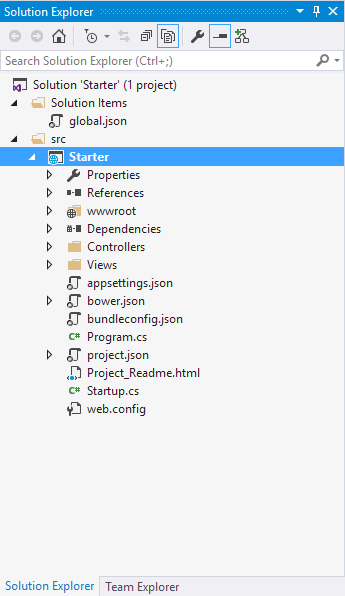 Solution Explorer
Search Solution Explorer (Ctrl+;)
Solution 'Starter' (1 project)
Solution Items
global.json
src
Starter
Properties
References
wwwroot
Dependencies
Controllers
Views
appsettings.json
bower.json
bundleconfig.json
C# Program.cs
project.json
Project_Readme.html
C# Startup.cs
web.config
Solution Explorer Team Explorer